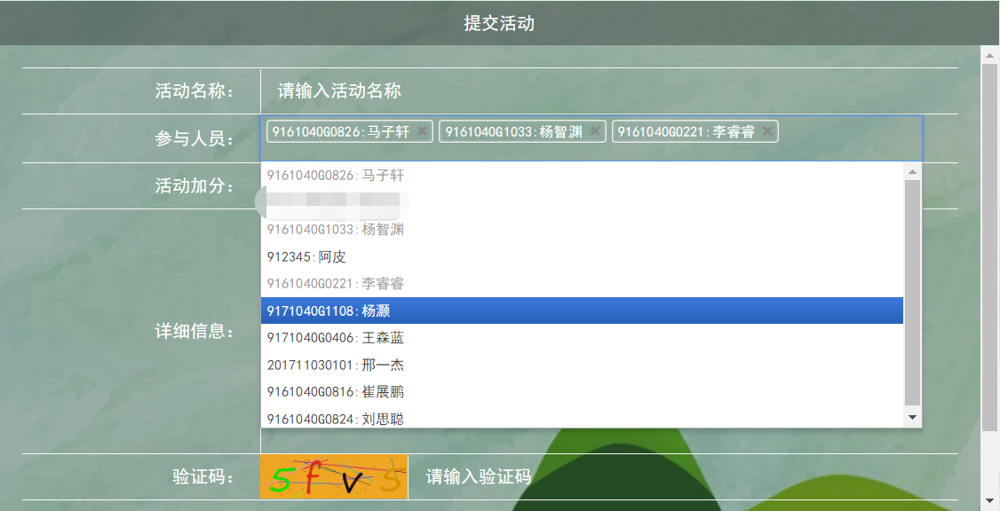 提交活动
活动名称： 请输入活动名称
参与人员： 9161040G0826:马子轩 × 9161040G1033:杨智渊 × 9161040G0221:李睿睿 ×
9161040G0826:马子轩
活动加分：
9161040G1033:杨智渊
912345:阿皮
9161040G0221:李睿睿
9171040G1108:杨灏
详细信息：
9171040G0406:王森蓝
201711030101:邢一杰
9161040G0816:崔展鹏
9161040G0824:刘思聪
验证码： 5fv5 请输入验证码